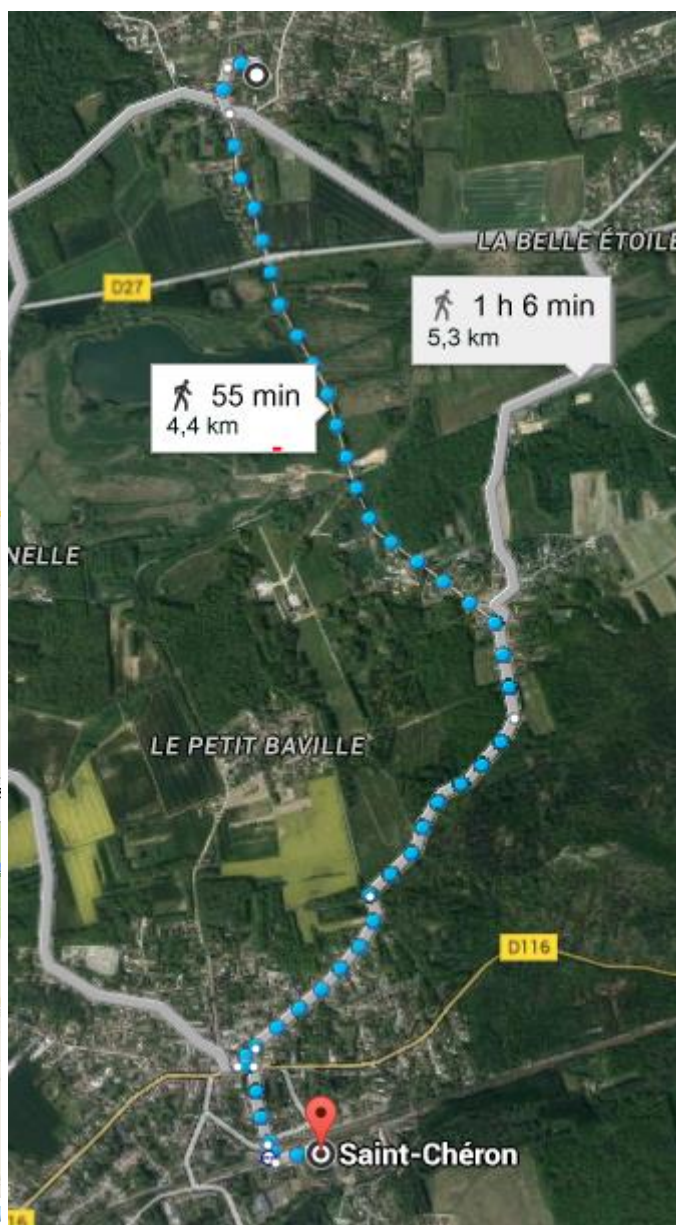 LA BELLE ÉTOILE
D27
1 h 6 min
5,3 km
55 min
4,4 km
NELLE
LE PETIT BAVILLE
D116
Saint-Chéron
16